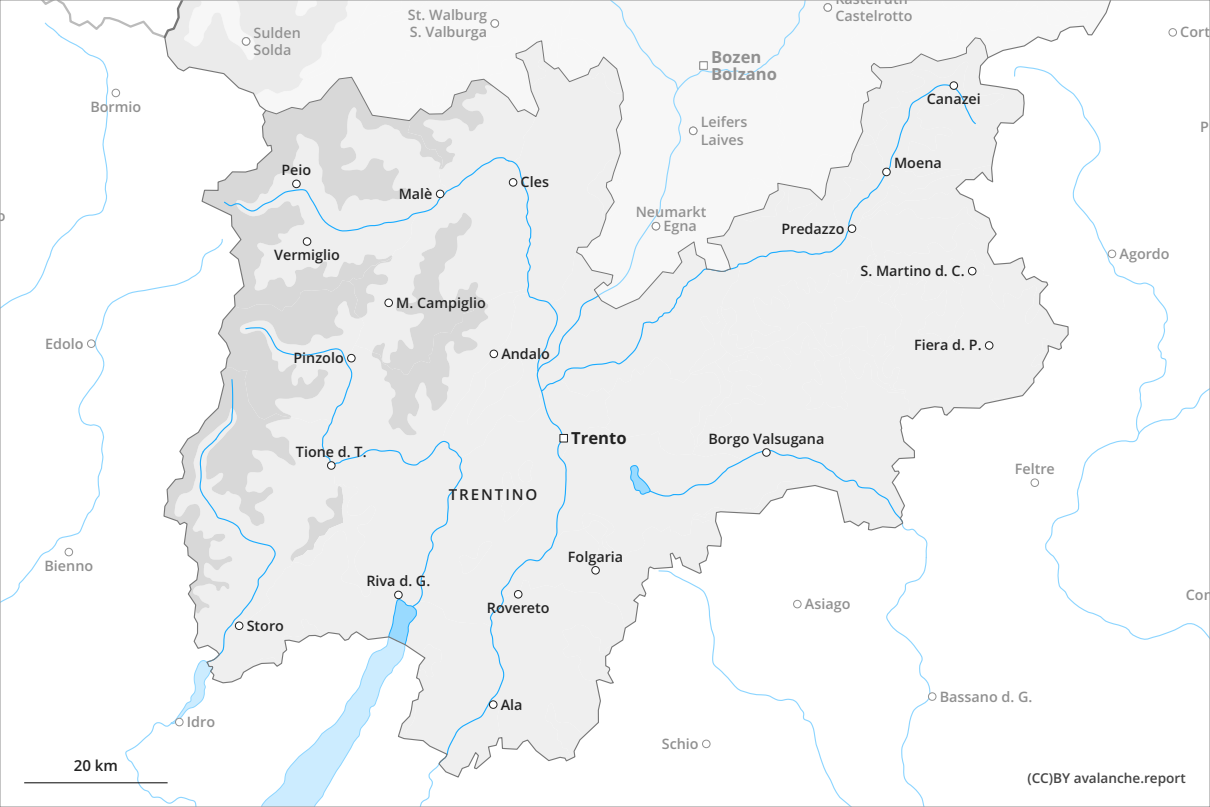 Kastelruth
Castelrotto
St. Walburg
S. Valburga
Sulden
Solda
Cort
Bozen
Bolzano
Bormio
Canazei
Leifers
Laives
P
Moena
Peio
Malè
Cles
Neumarkt
Egna
Predazzo
Agordo
Vermiglio
S. Martino d. C.
M. Campiglio
Edolo
Fiera d. P.
Andalo
Pinzolo
Trento
Borgo Valsugana
Tione d. T.
Feltre
TRENTINO
Folgaria
Bienno
Riva d. G.
Cor
Rovereto
Asiago
Storo
Bassano d. G.
Ala
Idro
Schio
20 km
(CC)BY avalanche.report